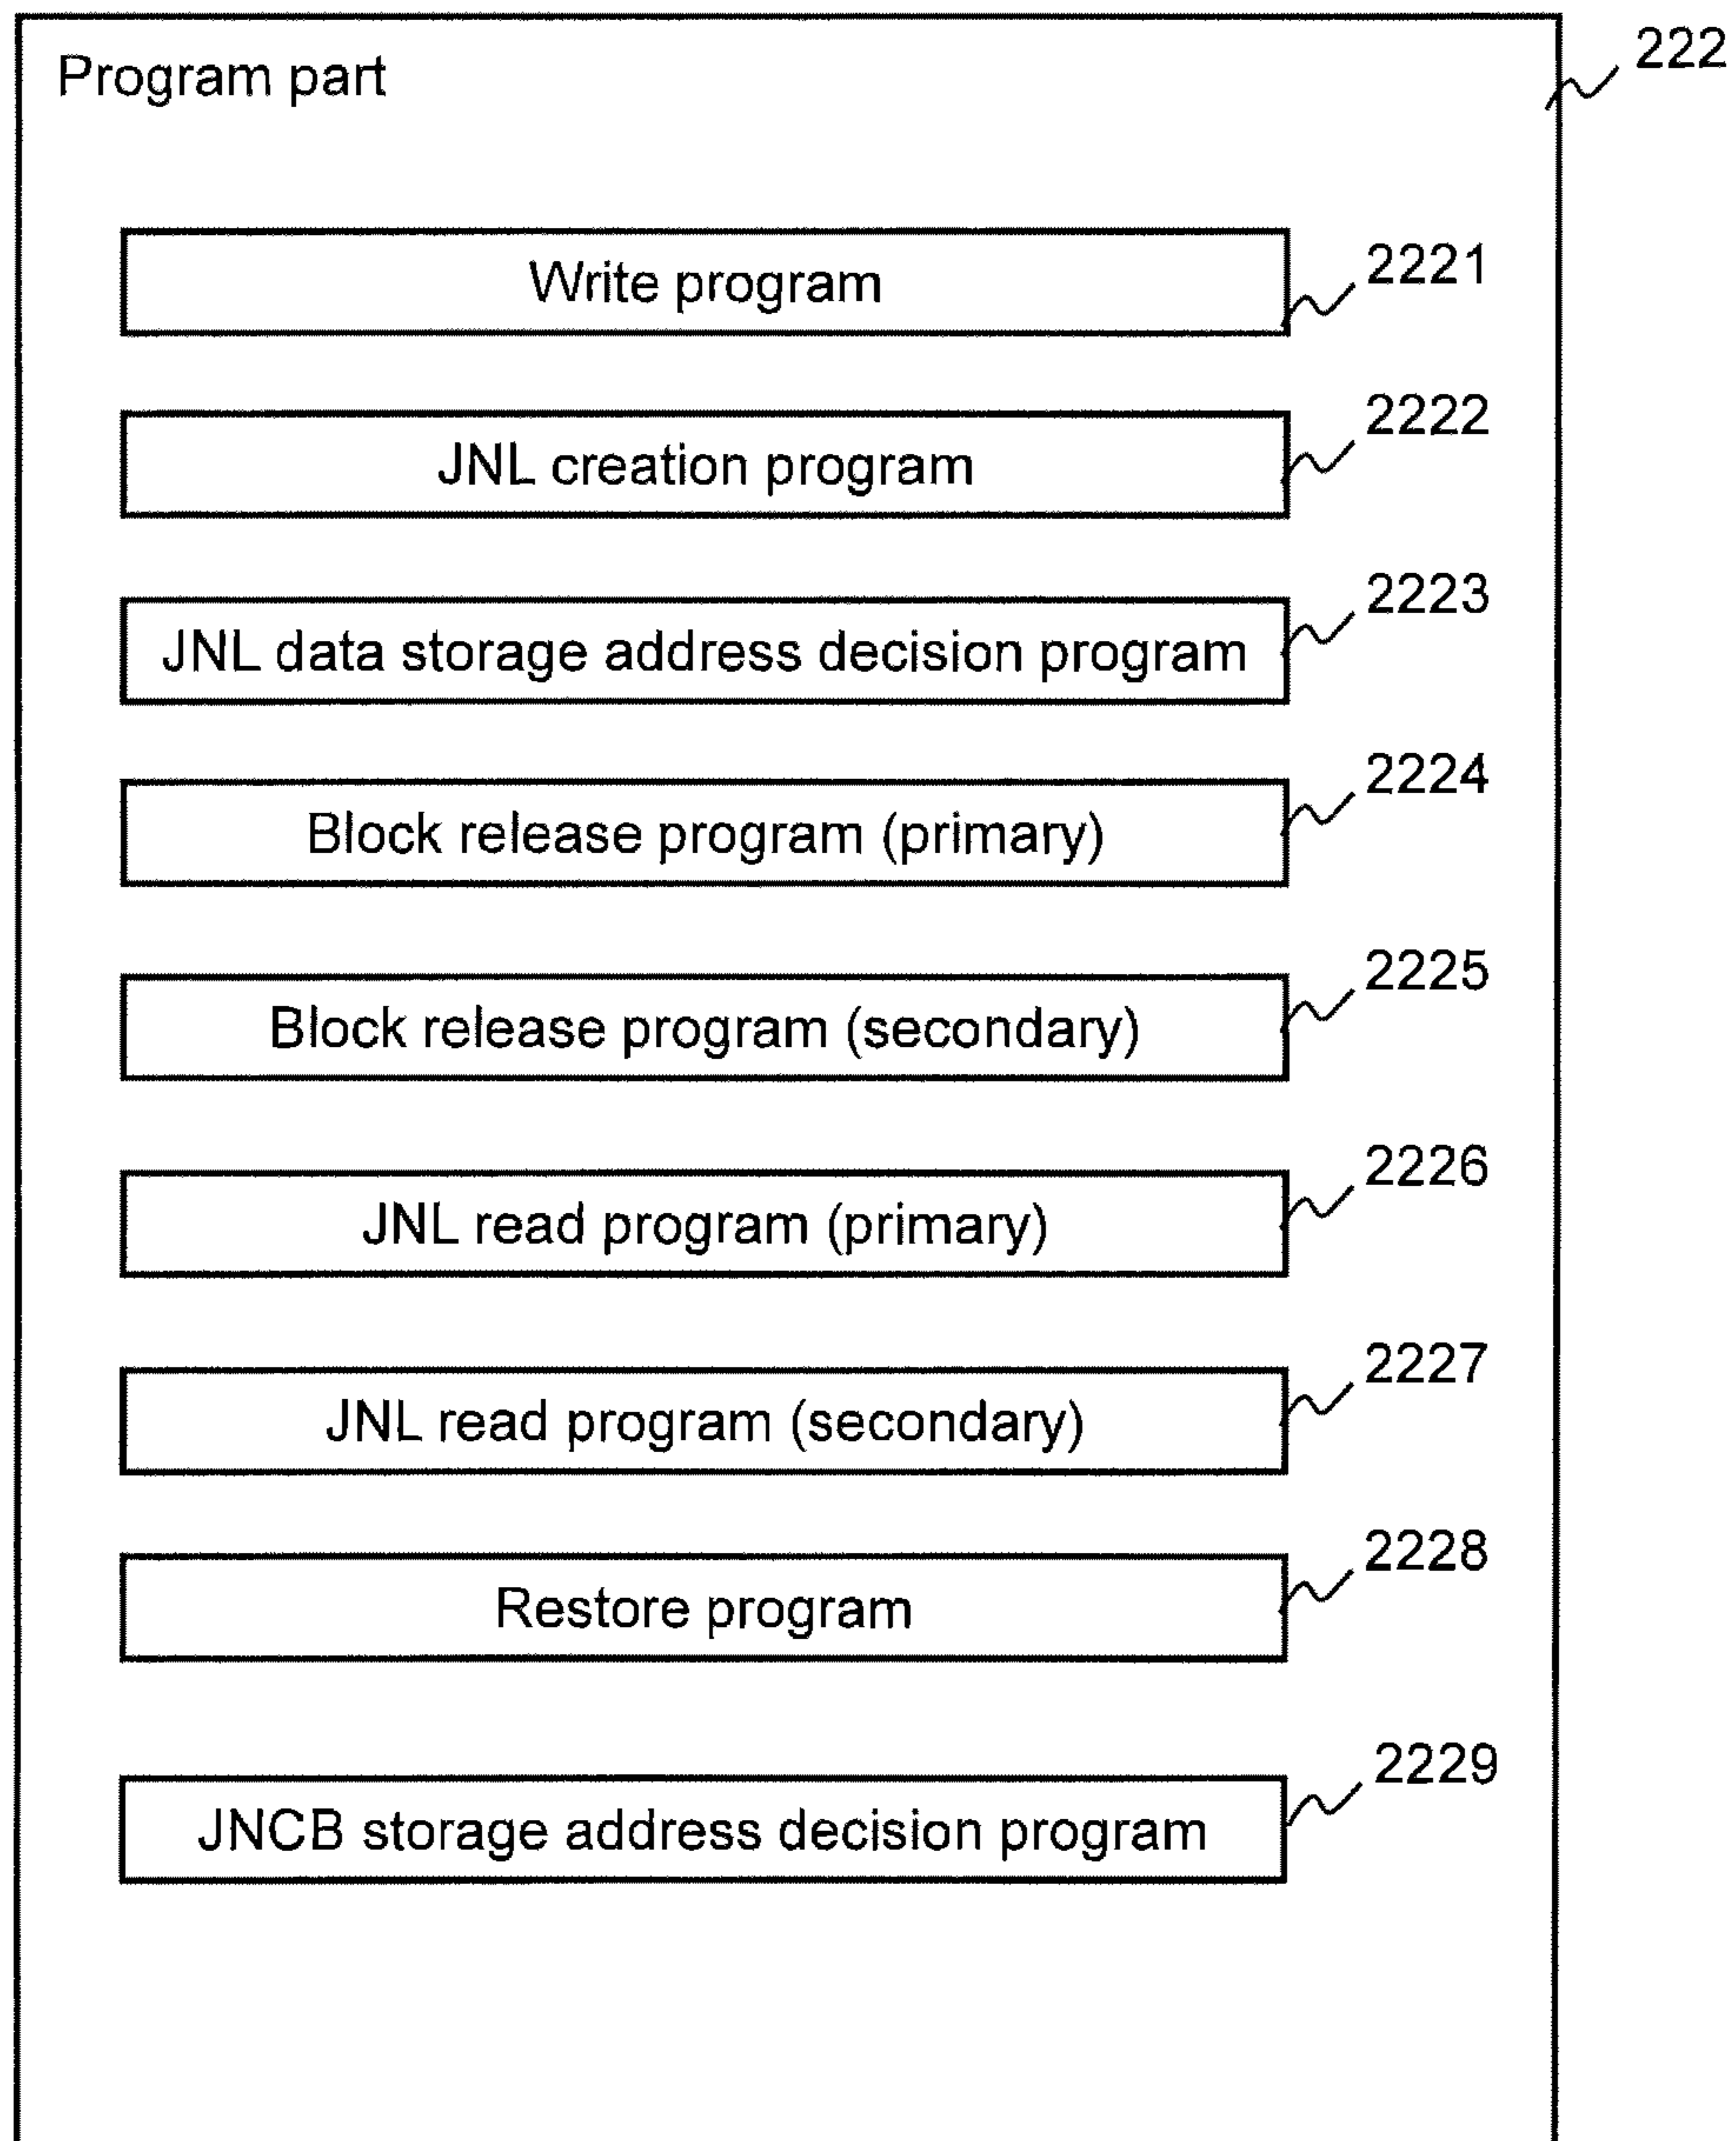 Program part
222
Write program
2221
JNL creation program
2222
JNL data storage address decision program
2223
Block release program (primary)
2224
Block release program (secondary)
2225
JNL read program (primary)
2226
JNL read program (secondary)
2227
Restore program
2228
JNCB storage address decision program
2229